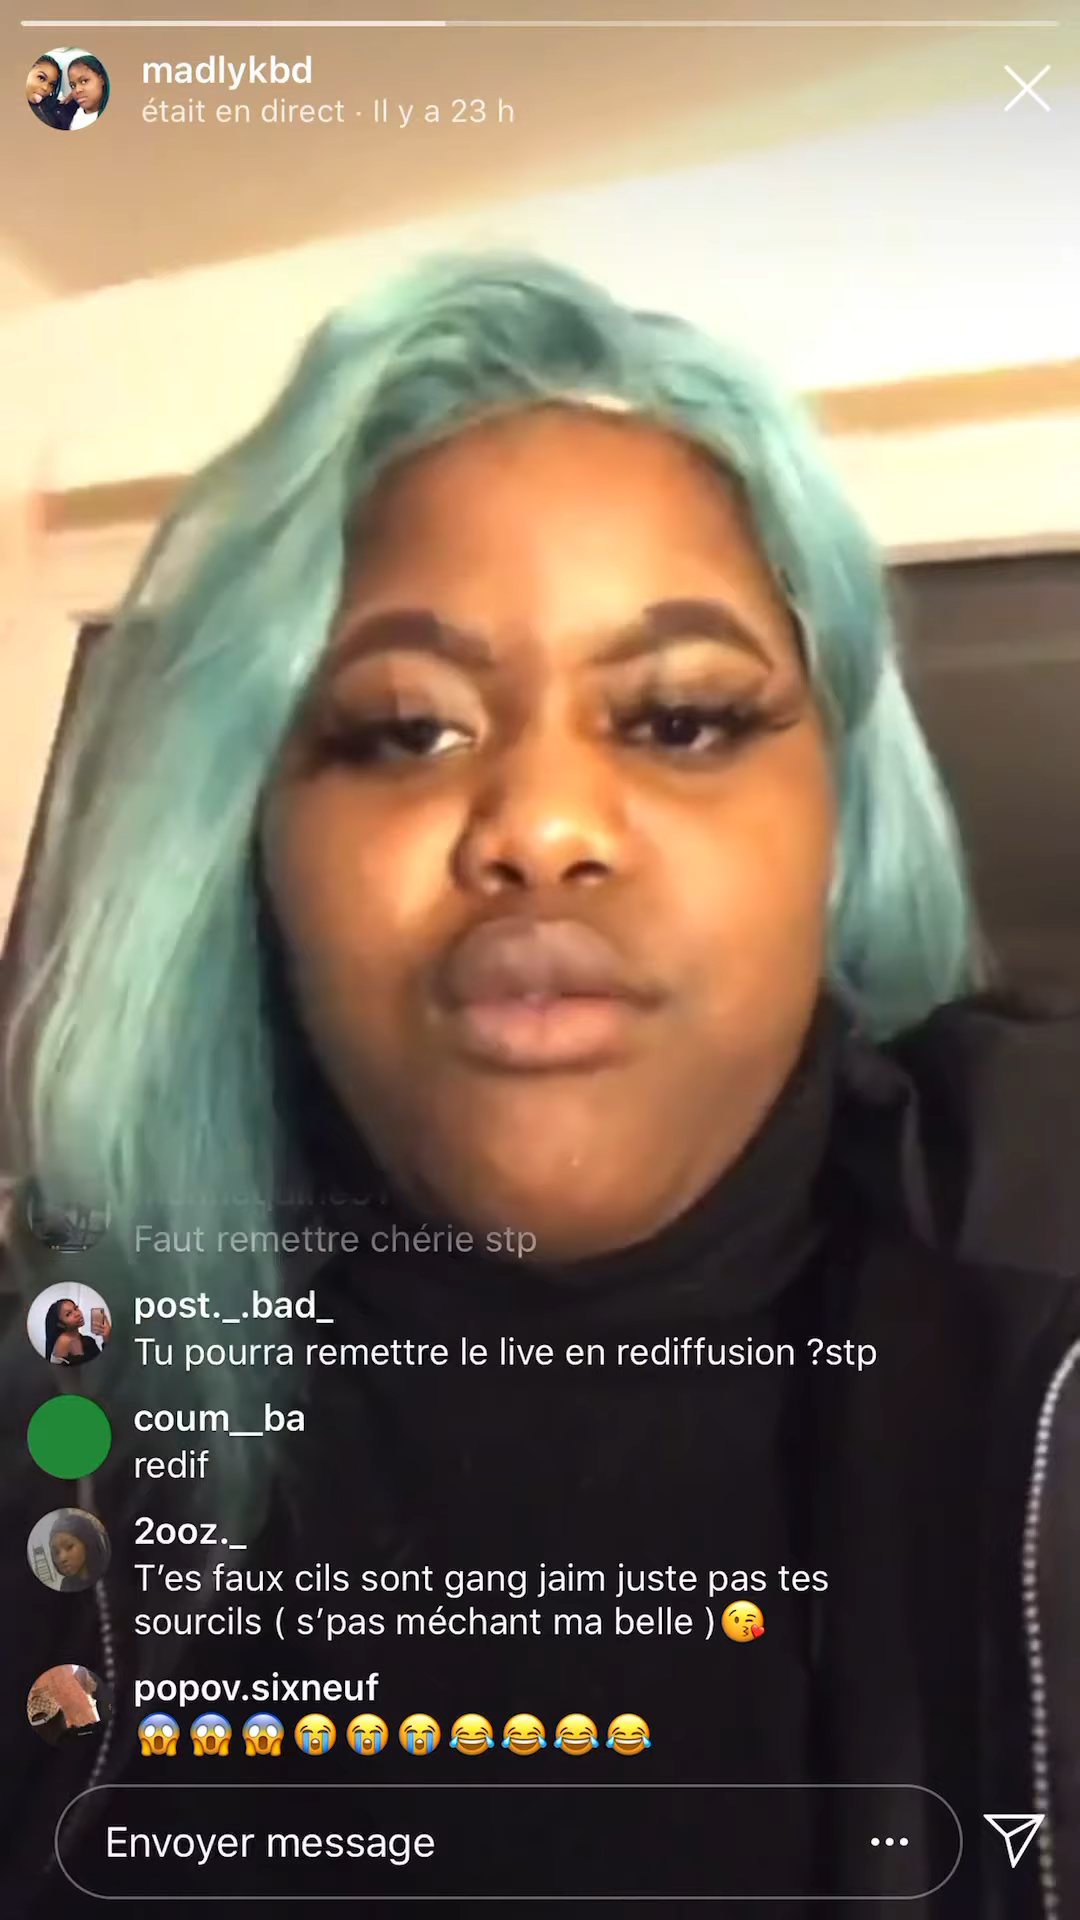 madlykbd
était en direct · Il y a 23 h
Faut remettre chérie stp
post._.bad_
Tu pourra remettre le live en rediffusion ?stp
coum__ba
redif
2ooz._
T’es faux cils sont gang jaim juste pas tes
sourcils ( s’pas méchant ma belle )😘
popov.sixneuf
😱😱😱😭😭😭😂😂😂😂
Envoyer message